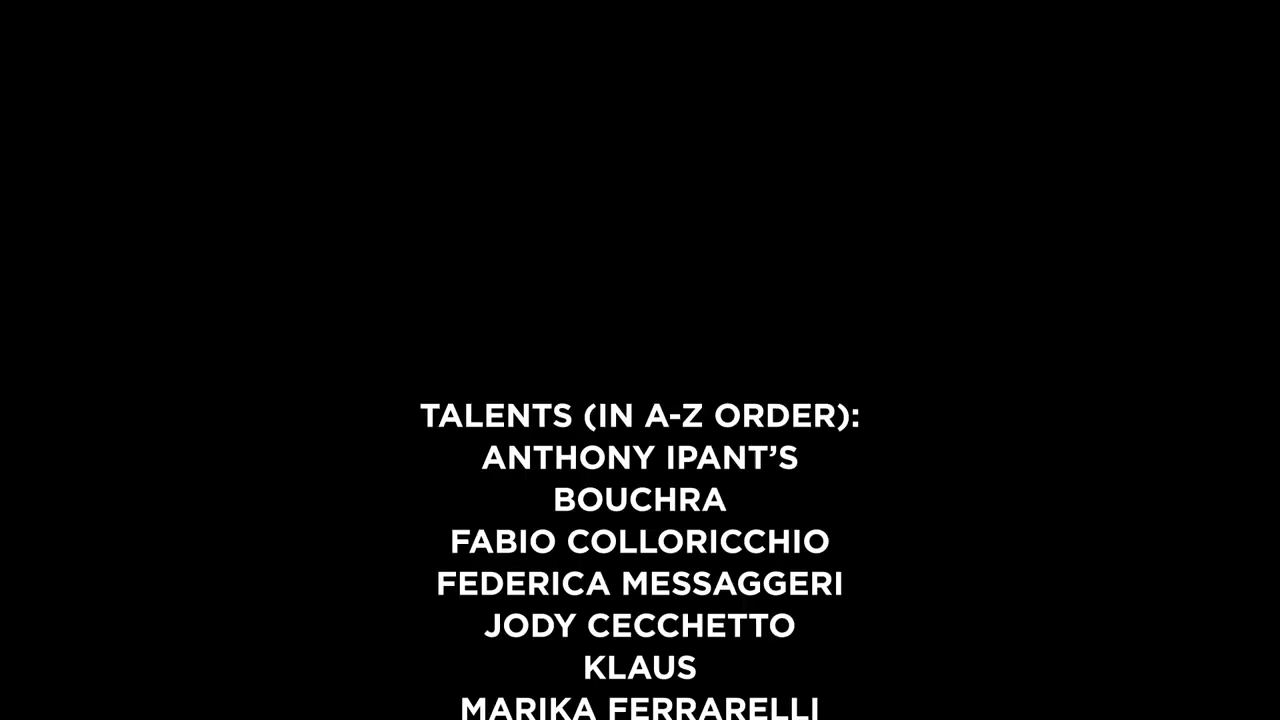 TALENTS (IN A-Z ORDER):
ANTHONY IPANT’S
BOUCHRA
FABIO COLLORICCHIO
FEDERICA MESSAGGERI
JODY CECCHETTO
KLAUS
MARIKA FERRARELLI